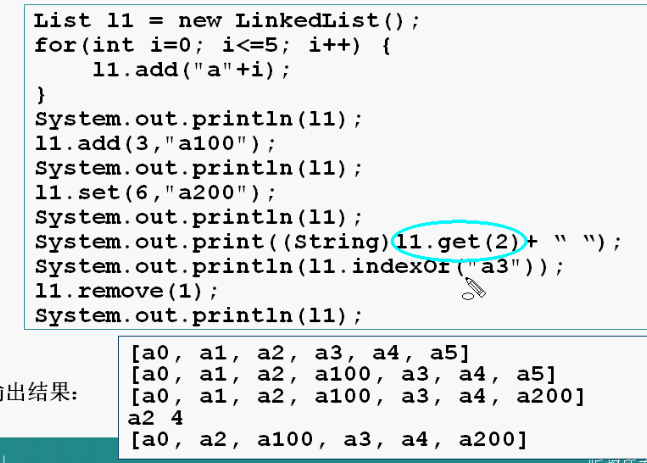 List l1 = new LinkedList();
for(int i=0; i<=5; i++) {
    l1.add("a"+i);
}
System.out.println(l1);
l1.add(3,"a100");
System.out.println(l1);
l1.set(6,"a200");
System.out.println(l1);
System.out.print((String)l1.get(2)+ “ “);
System.out.println(l1.indexOf("a3"));
l1.remove(1);
System.out.println(l1);
出结果:
[a0, a1, a2, a3, a4, a5]
[a0, a1, a2, a100, a3, a4, a5]
[a0, a1, a2, a100, a3, a4, a200]
a2 4
[a0, a2, a100, a3, a4, a200]